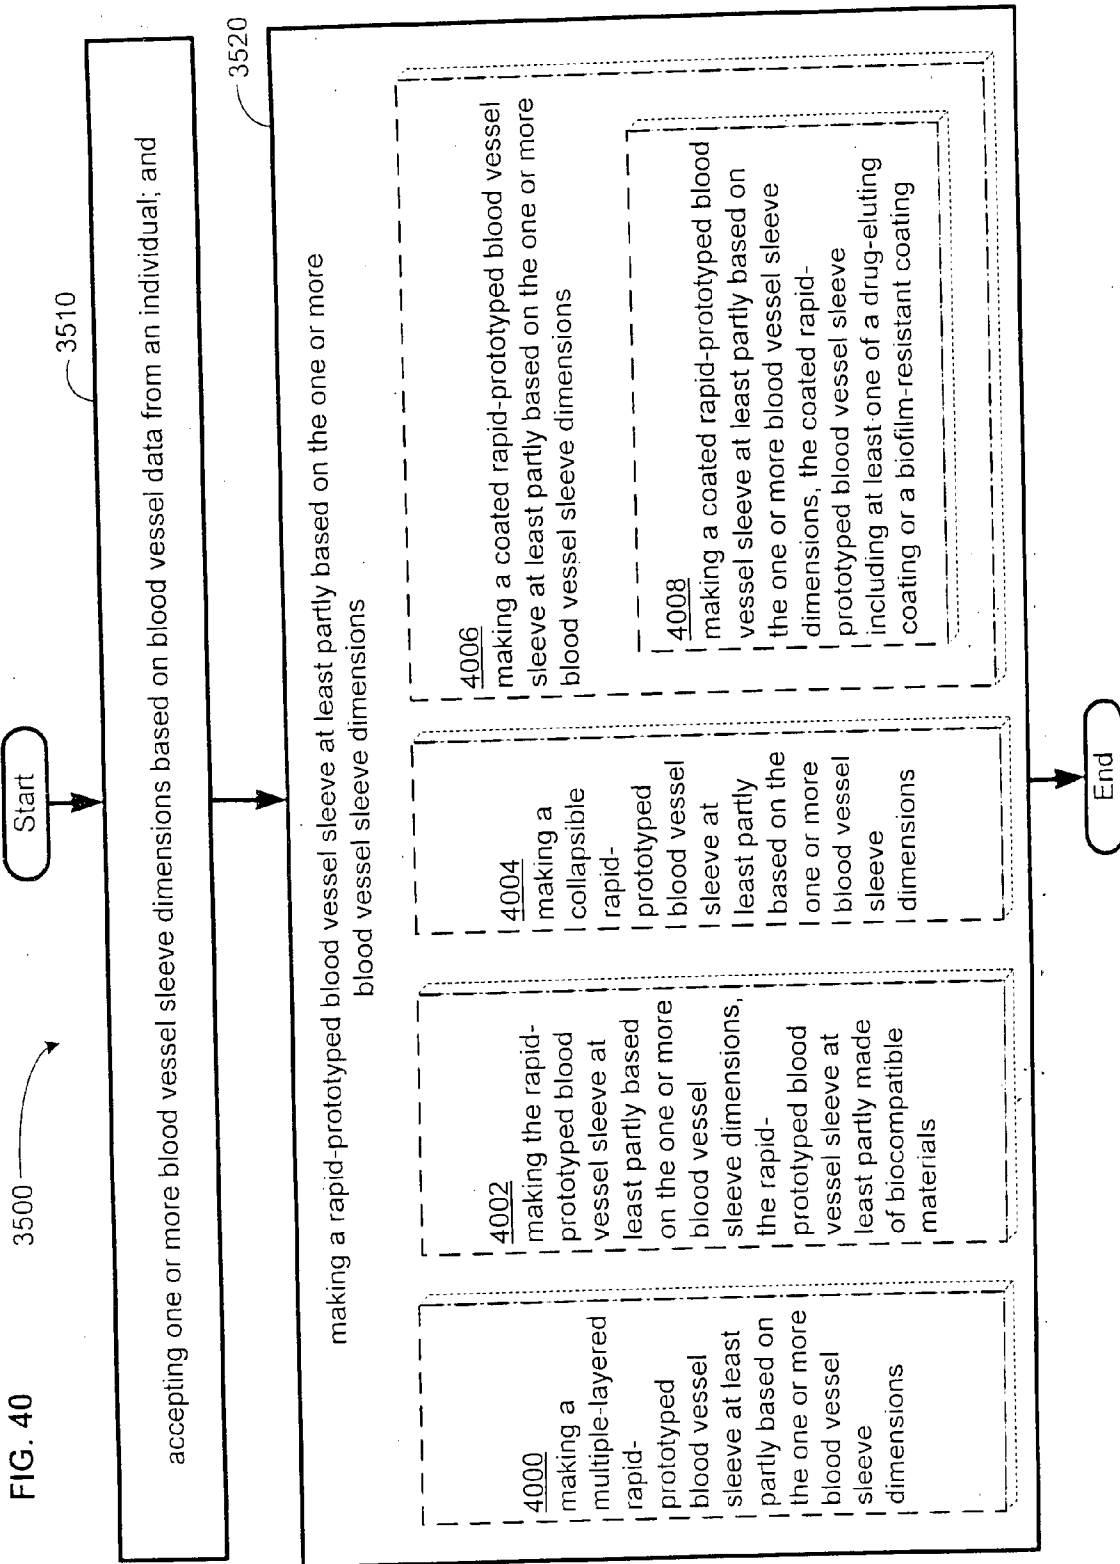 FIG. 40
3500
Start
3510
accepting one or more blood vessel sleeve dimensions based on blood vessel data from an individual; and
3520
making a rapid-prototyped blood vessel sleeve at least partly based on the one or more
blood vessel sleeve dimensions
4000
making a
multiple-layered
rapid-
prototyped
blood vessel
sleeve at least
partly based on
the one or more
blood vessel
sleeve
dimensions
4002
making the rapid-
prototyped blood
vessel sleeve at
least partly based
on the one or more
blood vessel
sleeve dimensions,
the rapid-
prototyped blood
vessel sleeve at
least partly made
of biocompatible
materials
4004
making a
collapsible
rapid-
prototyped
blood vessel
sleeve at
least partly
based on the
one or more
blood vessel
sleeve
dimensions
4006
making a coated rapid-prototyped blood vessel
sleeve at least partly based on the one or more
blood vessel sleeve dimensions
4008
making a coated rapid-prototyped blood
vessel sleeve at least partly based on
the one or more blood vessel sleeve
dimensions, the coated rapid-
prototyped blood vessel sleeve
including at least one of a drug-eluting
coating or a biofilm-resistant coating
End